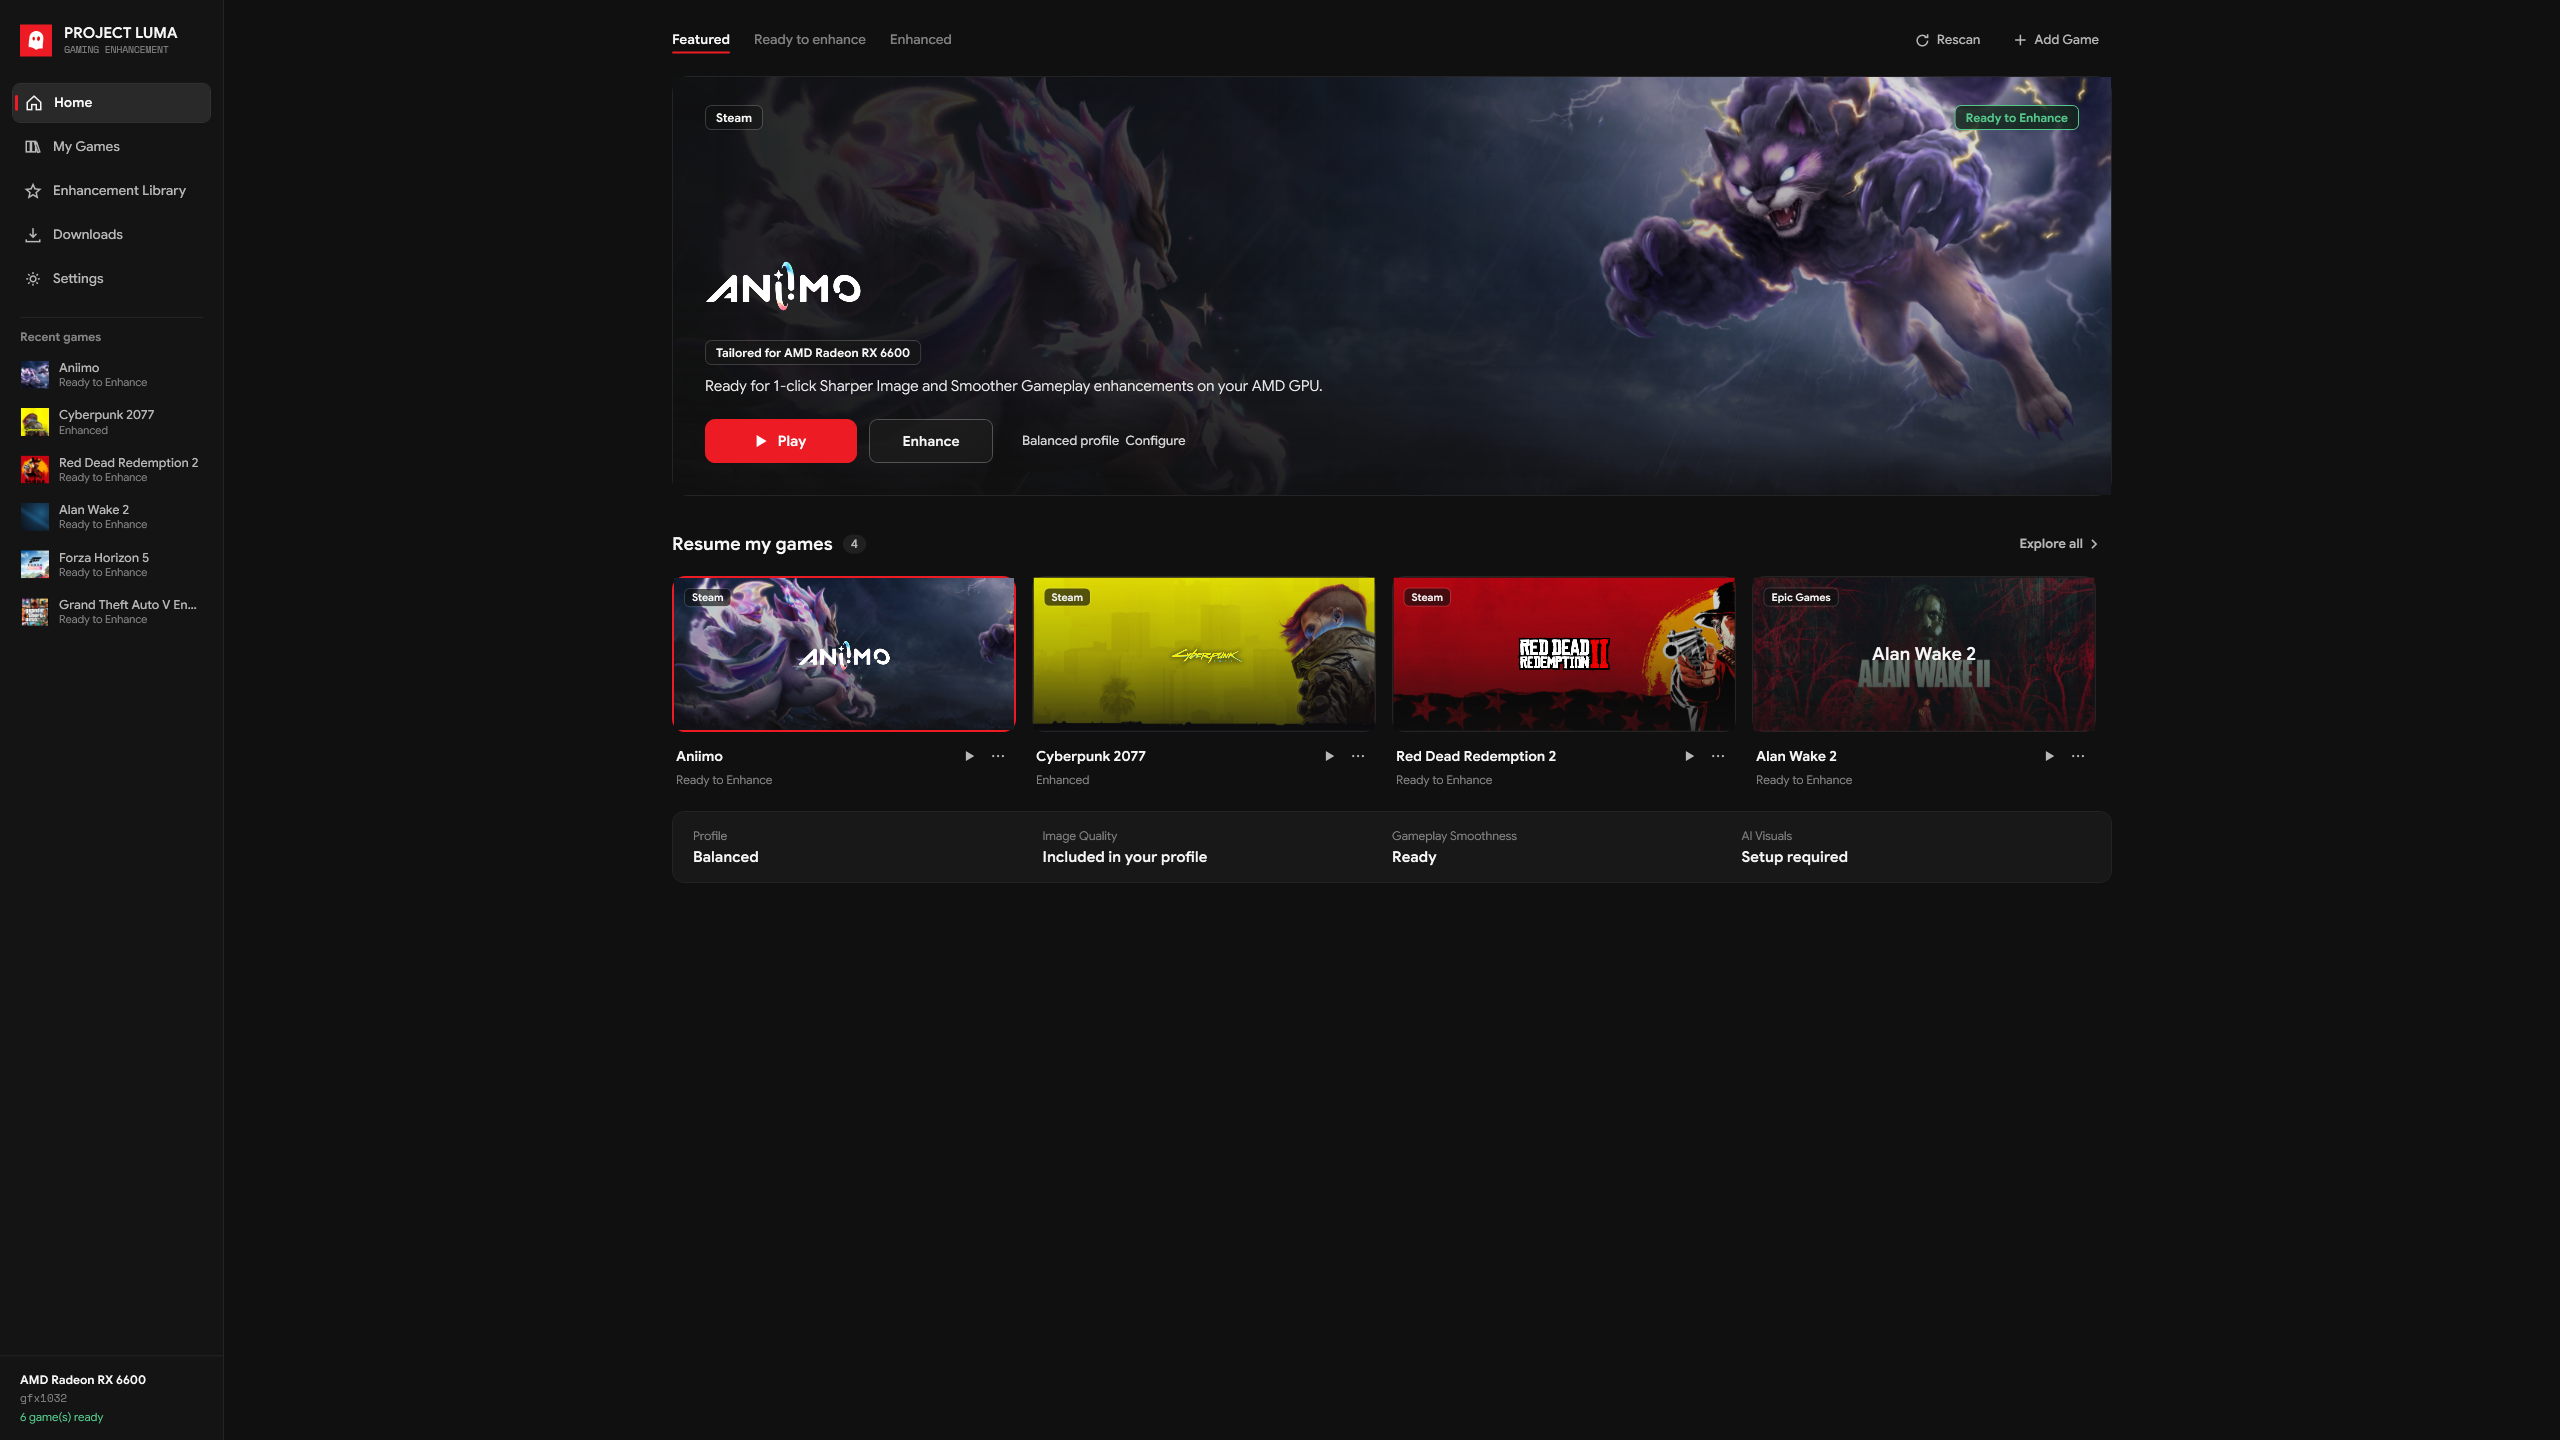 PROJECT LUMA
GAMING ENHANCEMENT
Home
My Games
Enhancement Library
Downloads
Settings
Recent games
Aniimo
Ready to Enhance
Cyberpunk 2077
Enhanced
Red Dead Redemption 2
Ready to Enhance
Alan Wake 2
Ready to Enhance
Forza Horizon 5
Ready to Enhance
Grand Theft Auto V En...
Ready to Enhance
AMD Radeon RX 6600
gfx1032
6 game(s) ready
Featured Ready to enhance Enhanced
Rescan Add Game
Steam
Ready to Enhance
ANIIMO
Tailored for AMD Radeon RX 6600
Ready for 1-click Sharper Image and Smoother Gameplay enhancements on your AMD GPU.
Play Enhance Balanced profile Configure
Resume my games 4
Explore all
Steam
ANIIMO
Aniimo
Ready to Enhance
Steam
Cyberpunk
Cyberpunk 2077
Enhanced
Steam
RED DEAD
REDEMPTION II
Red Dead Redemption 2
Ready to Enhance
Epic Games
Alan Wake 2
ALAN WAKE II
Alan Wake 2
Ready to Enhance
Profile
Balanced
Image Quality
Included in your profile
Gameplay Smoothness
Ready
AI Visuals
Setup required